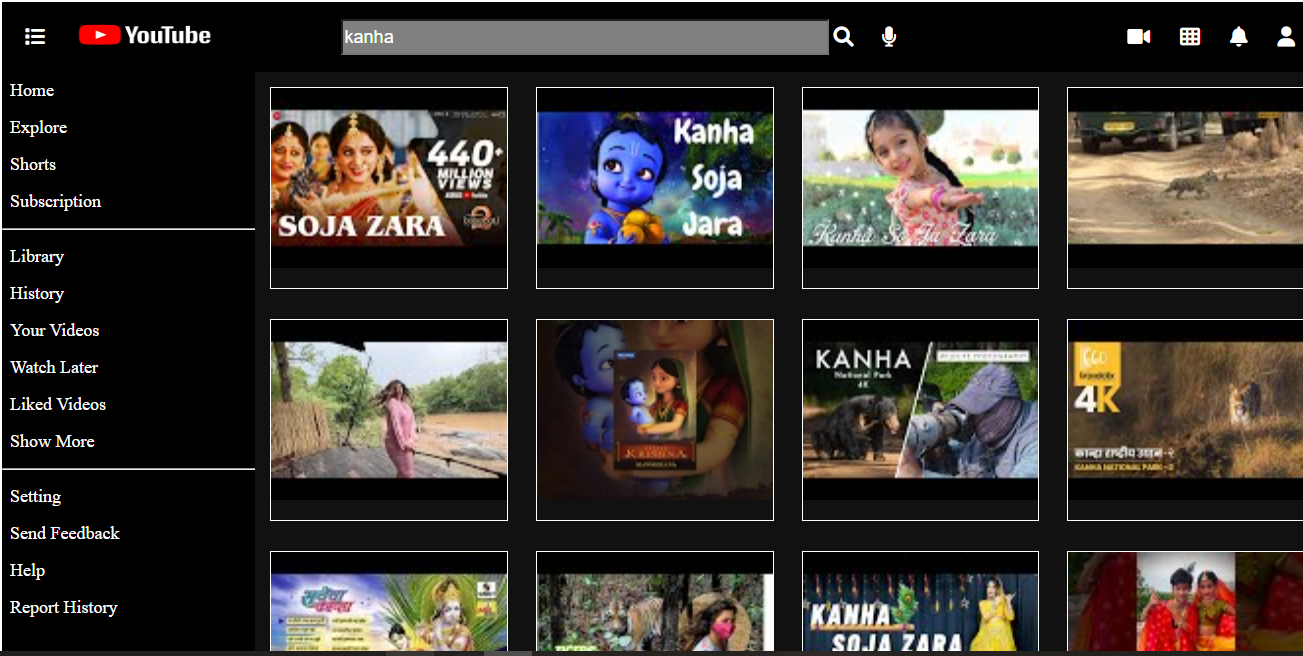 YouTube
kanha
Home
Explore
Shorts
Subscription
Library
History
Your Videos
Watch Later
Liked Videos
Show More
Setting
Send Feedback
Help
Report History
440+
MILLION
VIEWS
SOJA ZARA
Kanha
Soja
Jara
Kanha So Ja Zara
KRISHNA
KANHA
National Park
4K
4K
कान्हा राष्ट्रीय उद्यान -२
KANHA NATIONAL PARK -2
KANHA
SOJA ZARA